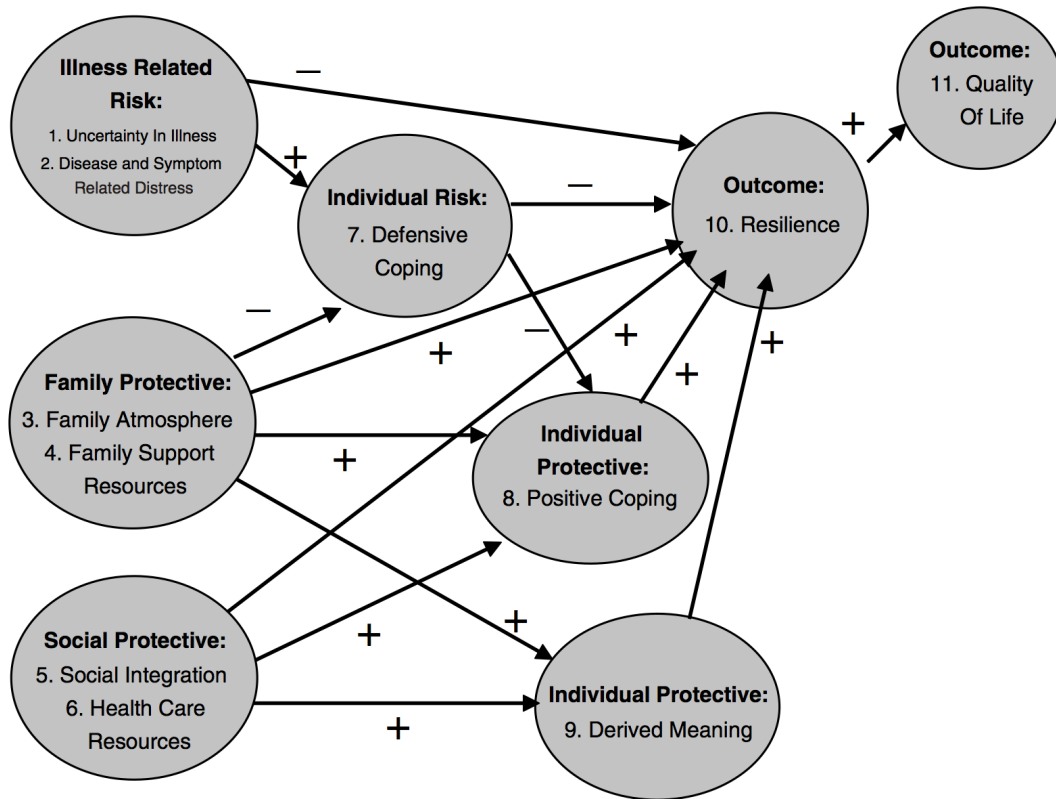 Illness Related
Risk:
1. Uncertainty In Illness
2. Disease and Symptom
Related Distress
–
+
Individual Risk:
7. Defensive
Coping
–
Outcome:
10. Resilience
+
Outcome:
11. Quality
Of Life
–
Family Protective:
3. Family Atmosphere
4. Family Support
Resources
+
–
+
+
+
+
Individual
Protective:
8. Positive Coping
+
Social Protective:
5. Social Integration
6. Health Care
Resources
+
+
+
Individual Protective:
9. Derived Meaning